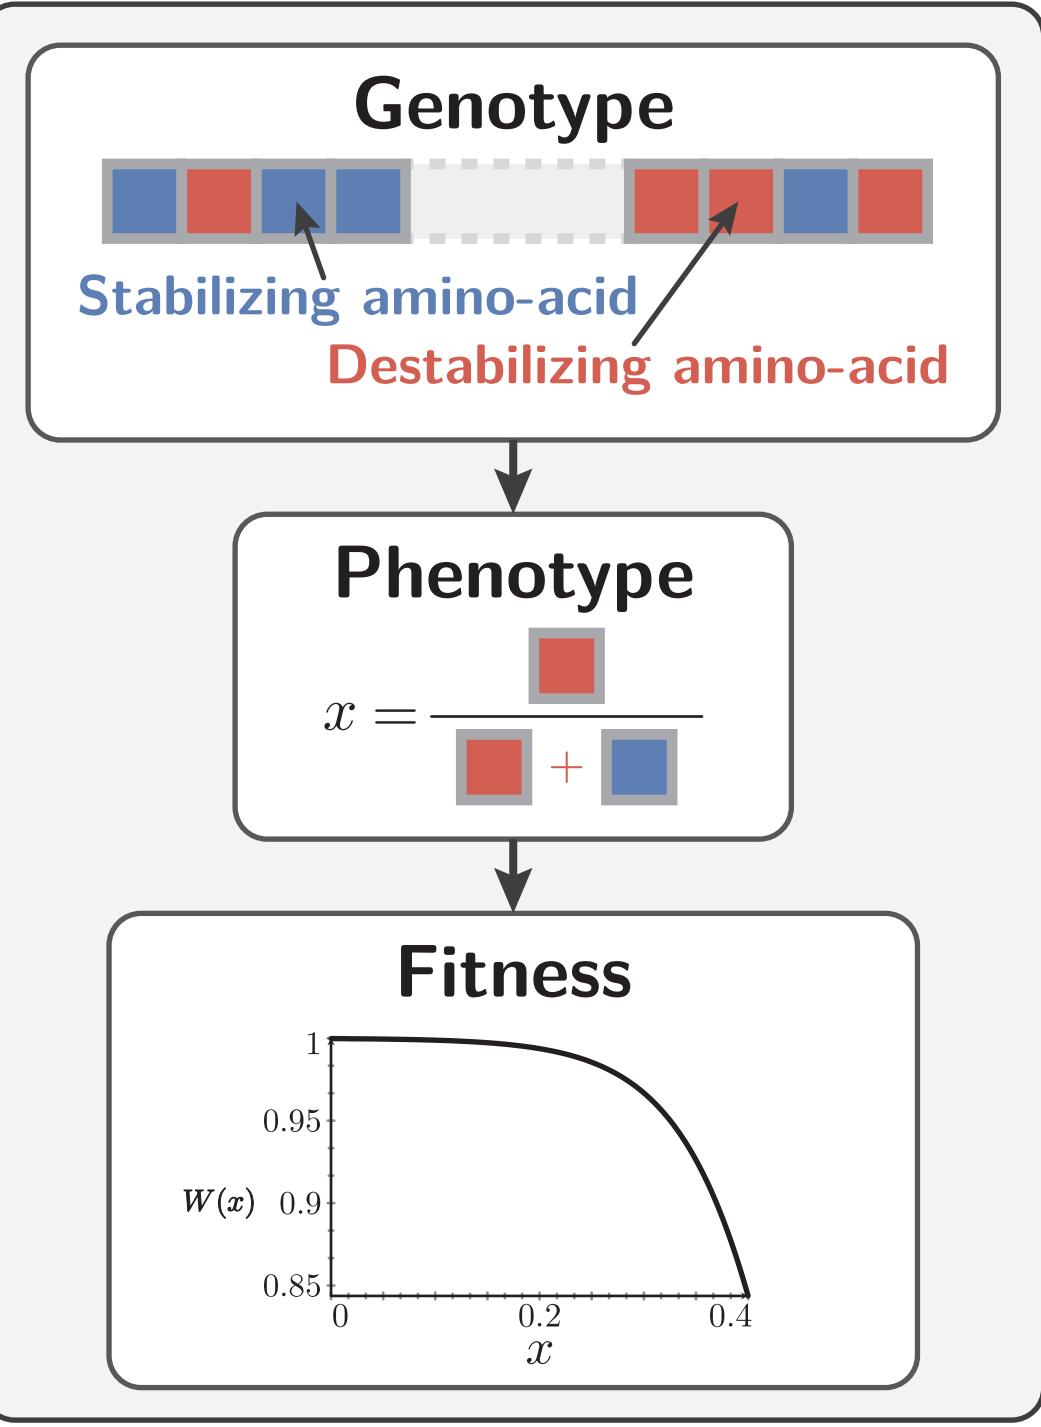 Genotype
Stabilizing amino-acid
Destabilizing amino-acid
Phenotype
x =
+
Fitness
1
0.95
W(x) 0.9
0.85
0 0.2 0.4
x